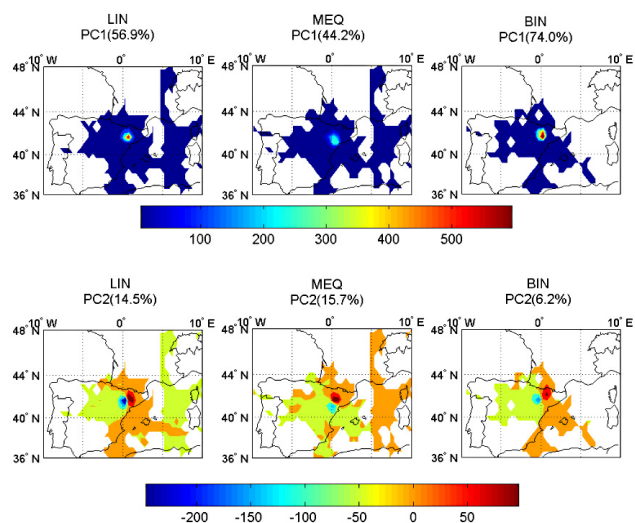 LIN MEQ BIN
PC1(56.9%) PC1(44.2%) PC1(74.0%)
10° W 0° 10° E 10° W 0° 10° E 10° W 0° 10° E
48° N 48° N 48° N
44° N 44° N 44° N
40° N 40° N 40° N
36° N 36° N 36° N
100 200 300 400 500
LIN MEQ BIN
PC2(14.5%) PC2(15.7%) PC2(6.2%)
10° W 0° 10° E 10° W 0° 10° E 10° W 0° 10° E
48° N 48° N 48° N
44° N 44° N 44° N
40° N 40° N 40° N
36° N 36° N 36° N
-200 -150 -100 -50 0 50